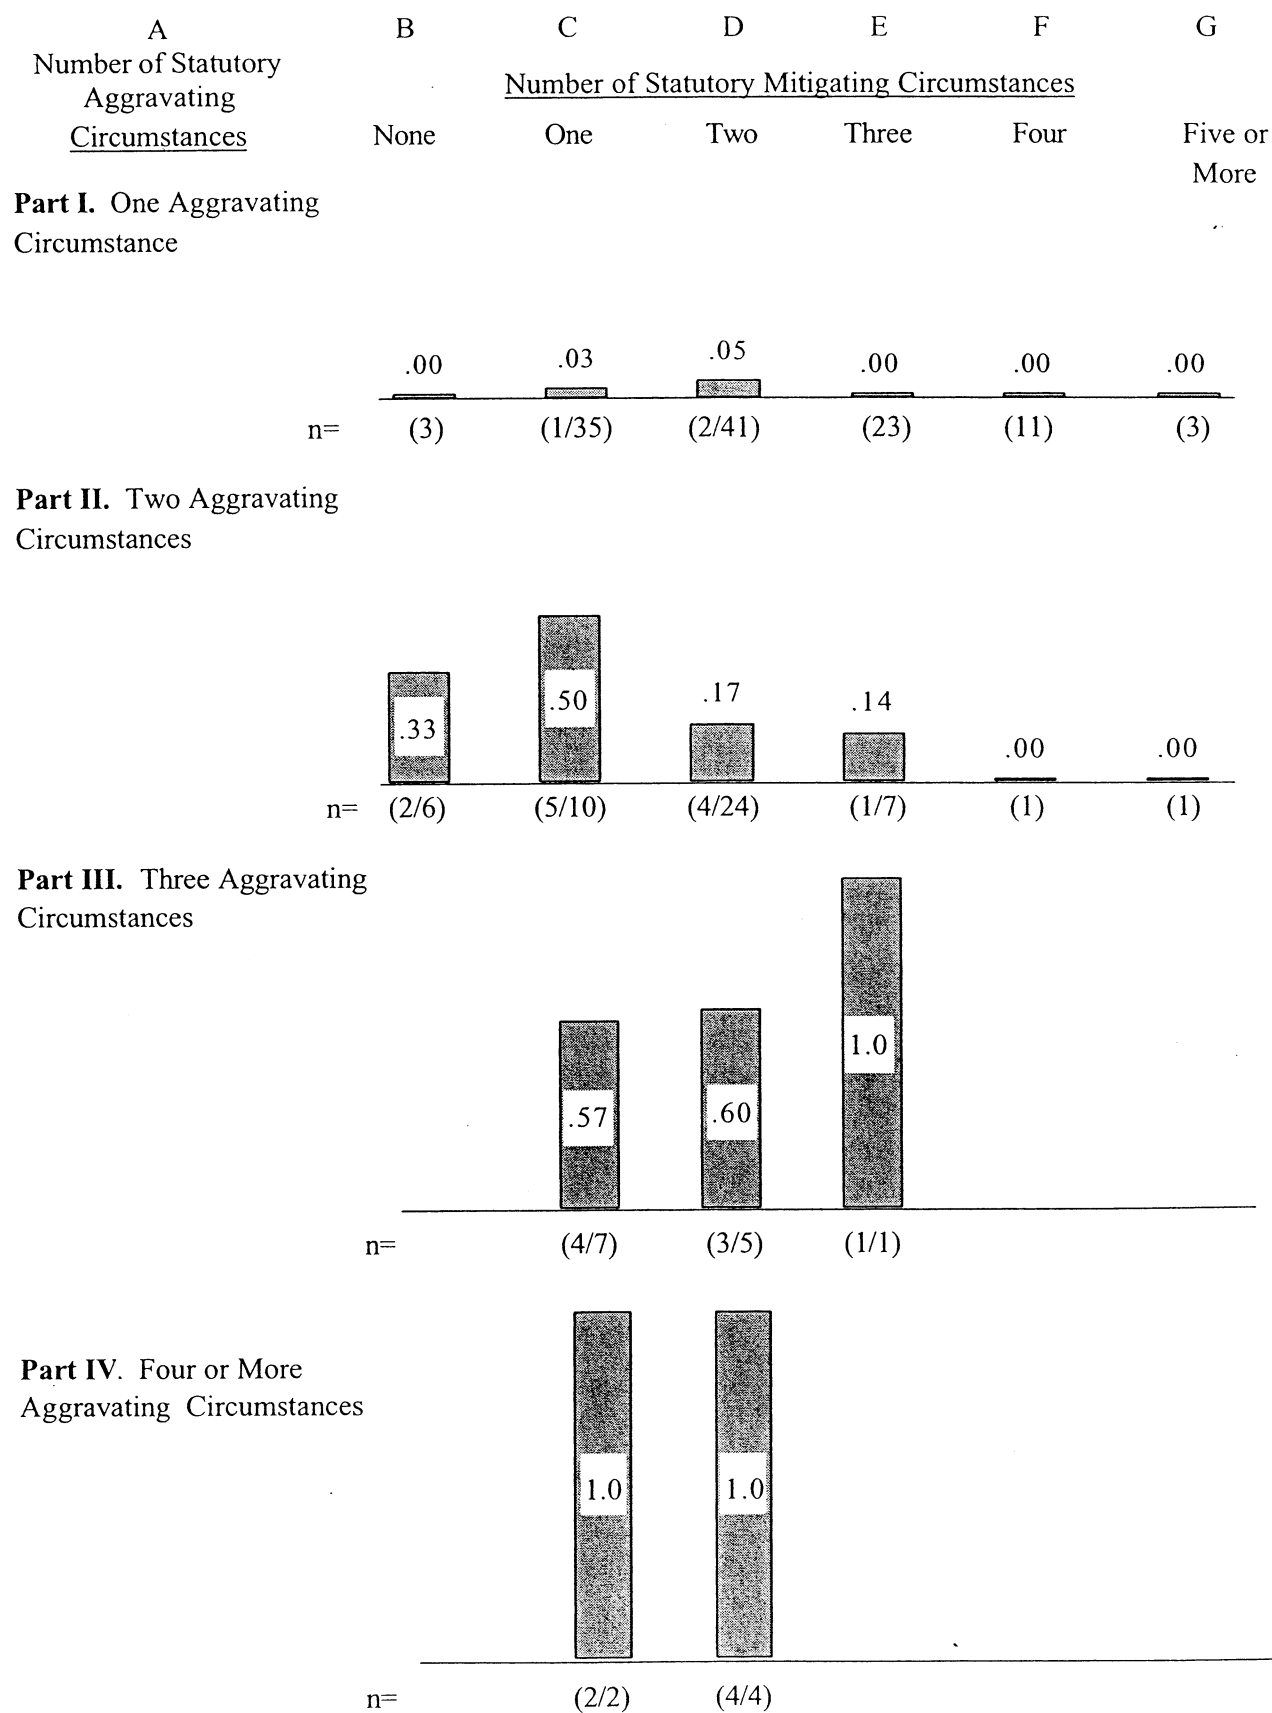 A B C D E F G
Number of Statutory
Aggravating
Circumstances
Number of Statutory Mitigating Circumstances
None One Two Three Four Five or
More
Part I. One Aggravating
Circumstance
.00 .03 .05 .00 .00 .00
n= (3) (1/35) (2/41) (23) (11) (3)
Part II. Two Aggravating
Circumstances
.33 .50 .17 .14 .00 .00
n= (2/6) (5/10) (4/24) (1/7) (1) (1)
Part III. Three Aggravating
Circumstances
.57 .60 1.0
n= (4/7) (3/5) (1/1)
Part IV. Four or More
Aggravating Circumstances
1.0 1.0
n= (2/2) (4/4)